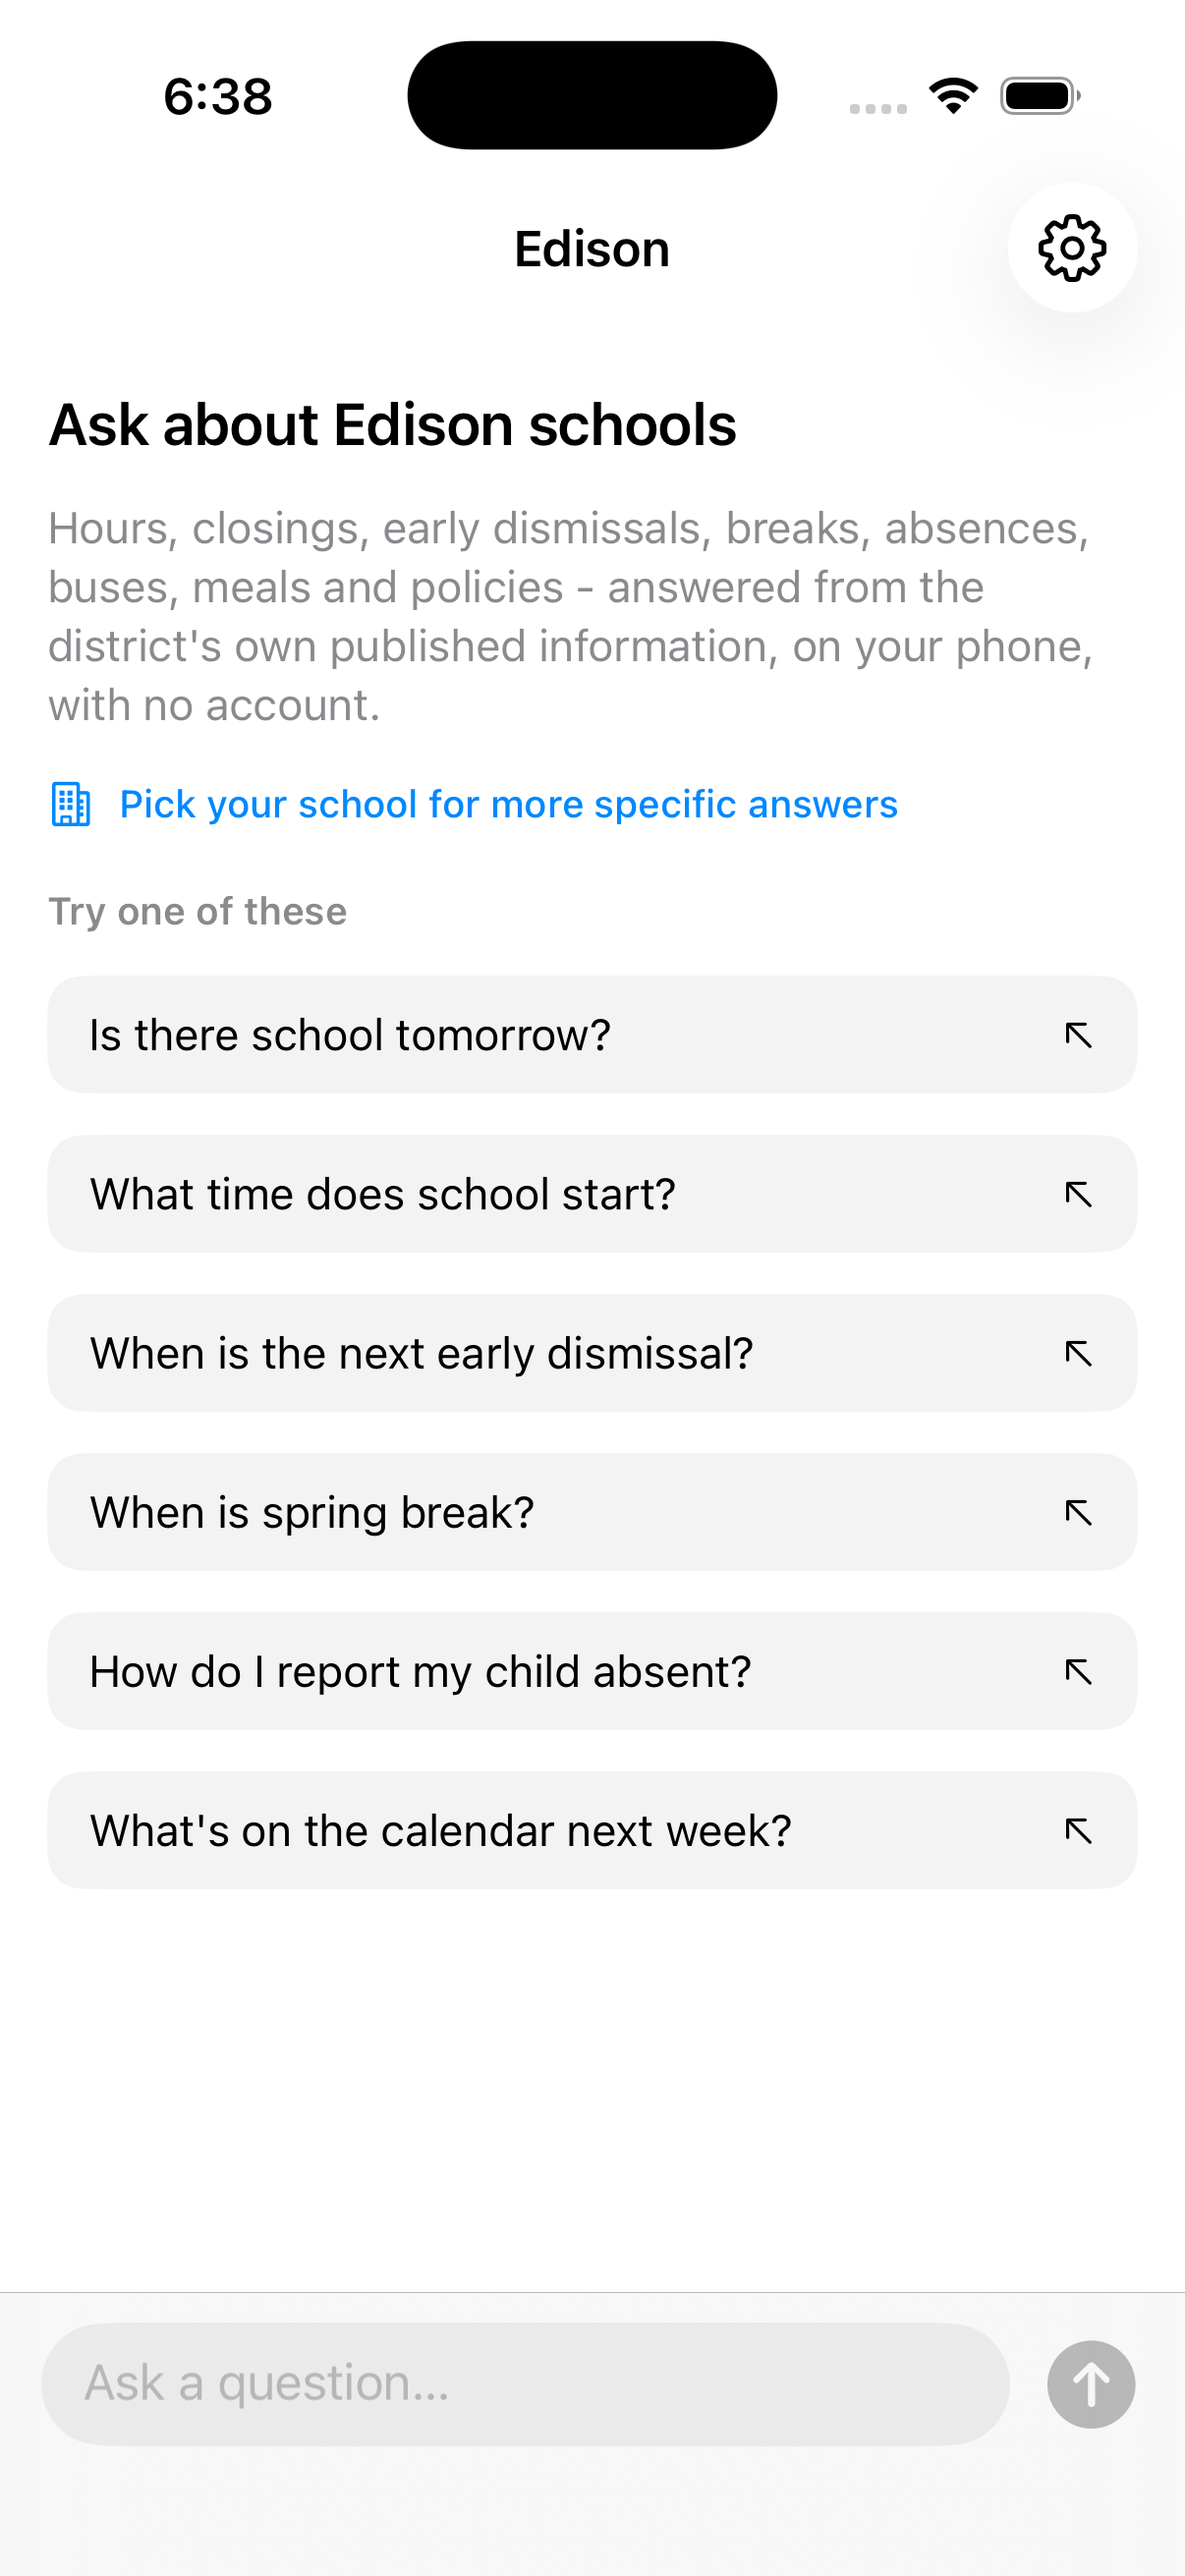 6:38
Edison
Ask about Edison schools
Hours, closings, early dismissals, breaks, absences,
buses, meals and policies - answered from the
district's own published information, on your phone,
with no account.
Pick your school for more specific answers
Try one of these
Is there school tomorrow?
What time does school start?
When is the next early dismissal?
When is spring break?
How do I report my child absent?
What's on the calendar next week?
Ask a question...